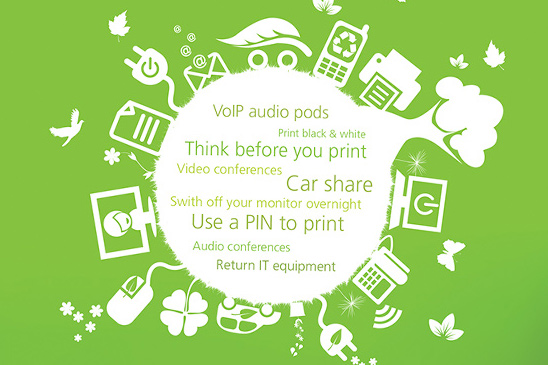 VoIP audio pods
Print black & white
Think before you print
Video conferences
Car share
Swith off your monitor overnight
Use a PIN to print
Audio conferences
Return IT equipment